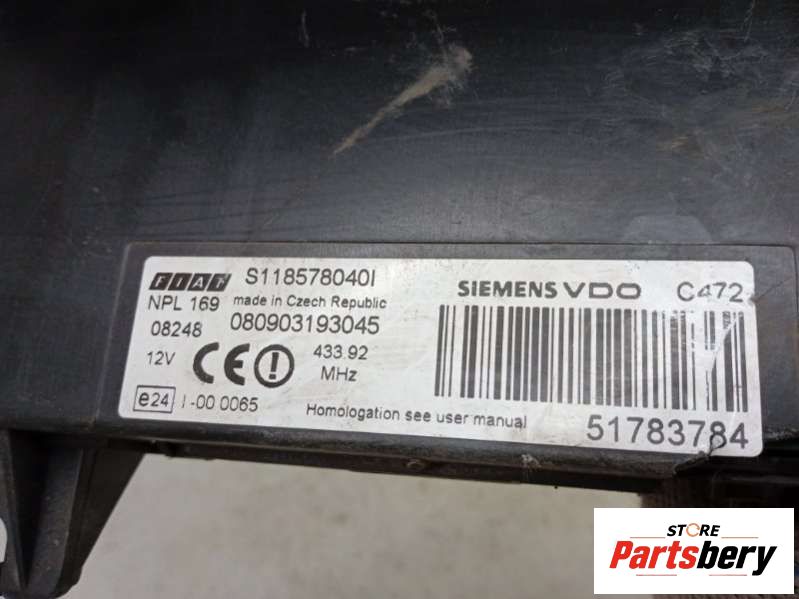 FIAT S118578040I SIEMENS VDO C472
NPL 169 made in Czech Republic
08248 080903193045
12V CE 433.92
MHz
e24 I-00 0065 Homologation see user manual
51783784
STORE
Partsbery